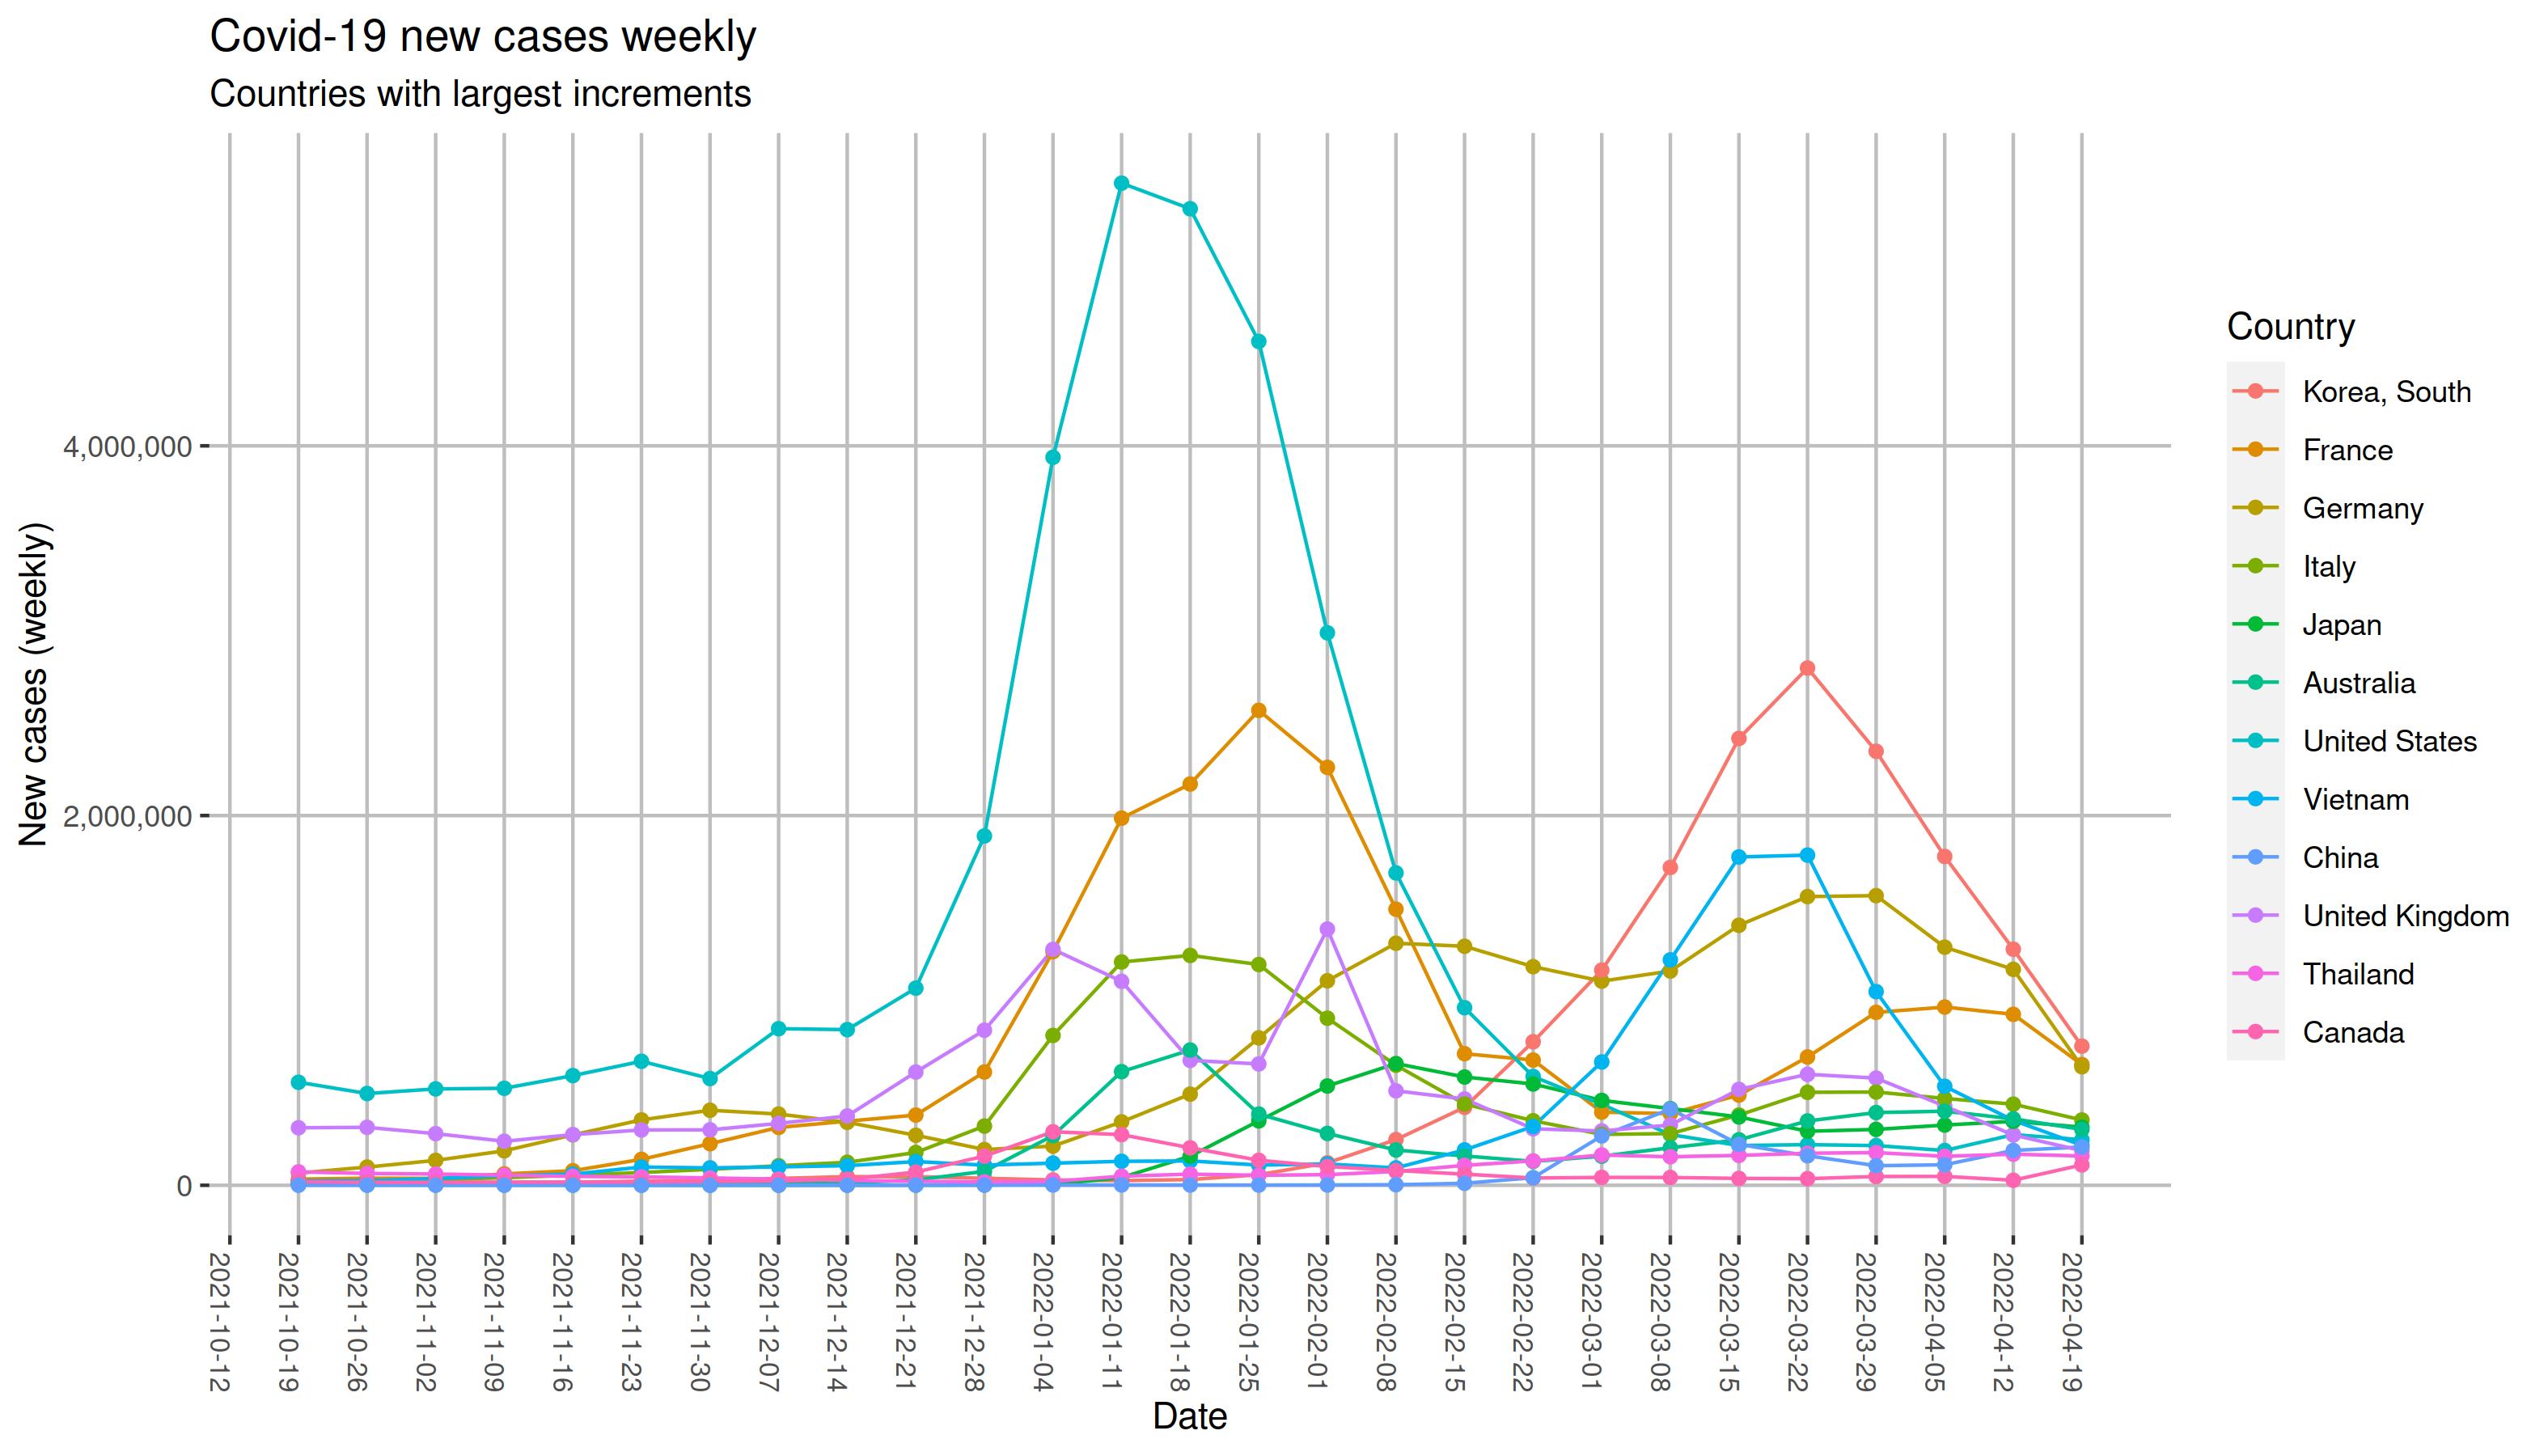 Covid-19 new cases weekly
Countries with largest increments
New cases (weekly)
4,000,000
2,000,000
0
2021-10-12
2021-10-19
2021-10-26
2021-11-02
2021-11-09
2021-11-16
2021-11-23
2021-11-30
2021-12-07
2021-12-14
2021-12-21
2021-12-28
2022-01-04
2022-01-11
2022-01-18
2022-01-25
2022-02-01
2022-02-08
2022-02-15
2022-02-22
2022-03-01
2022-03-08
2022-03-15
2022-03-22
2022-03-29
2022-04-05
2022-04-12
2022-04-19
Date
Country
Korea, South
France
Germany
Italy
Japan
Australia
United States
Vietnam
China
United Kingdom
Thailand
Canada